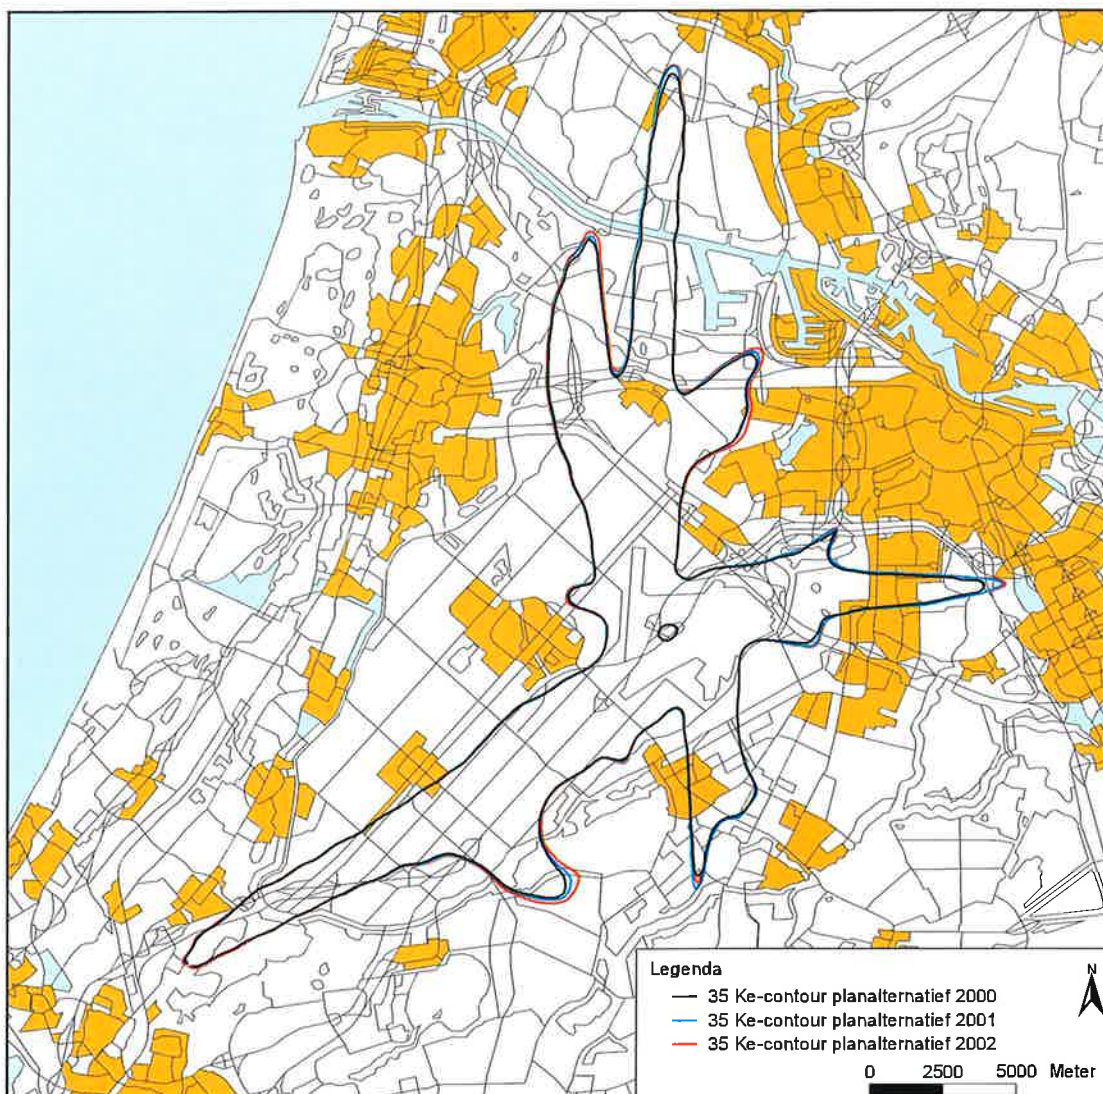 Legenda
N
35 Ke-contour planalternatief 2000
35 Ke-contour planalternatief 2001
35 Ke-contour planalternatief 2002
0 2500 5000 Meter